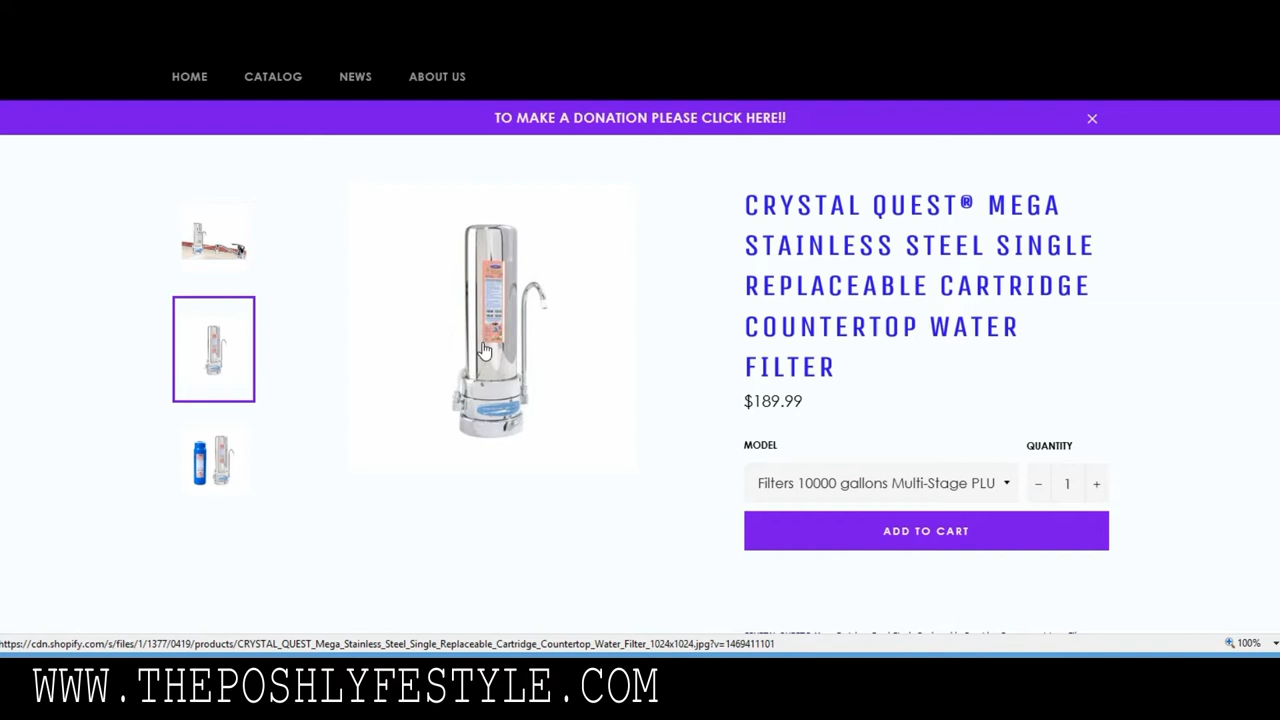 HOME CATALOG NEWS ABOUT US
TO MAKE A DONATION PLEASE CLICK HERE!!
CRYSTAL QUEST® MEGA
STAINLESS STEEL SINGLE
REPLACEABLE CARTRIDGE
COUNTERTOP WATER
FILTER
$189.99
MODEL QUANTITY
Filters 10000 gallons Multi-Stage PLU − 1 +
ADD TO CART
https://cdn.shopify.com/s/files/1/1377/0419/products/CRYSTAL_QUEST_Mega_Stainless_Steel_Single_Replaceable_Cartridge_Countertop_Water_Filter_1024x1024.jpg?v=1469411101 100%
WWW.THEPOSHLYFESTYLE.COM